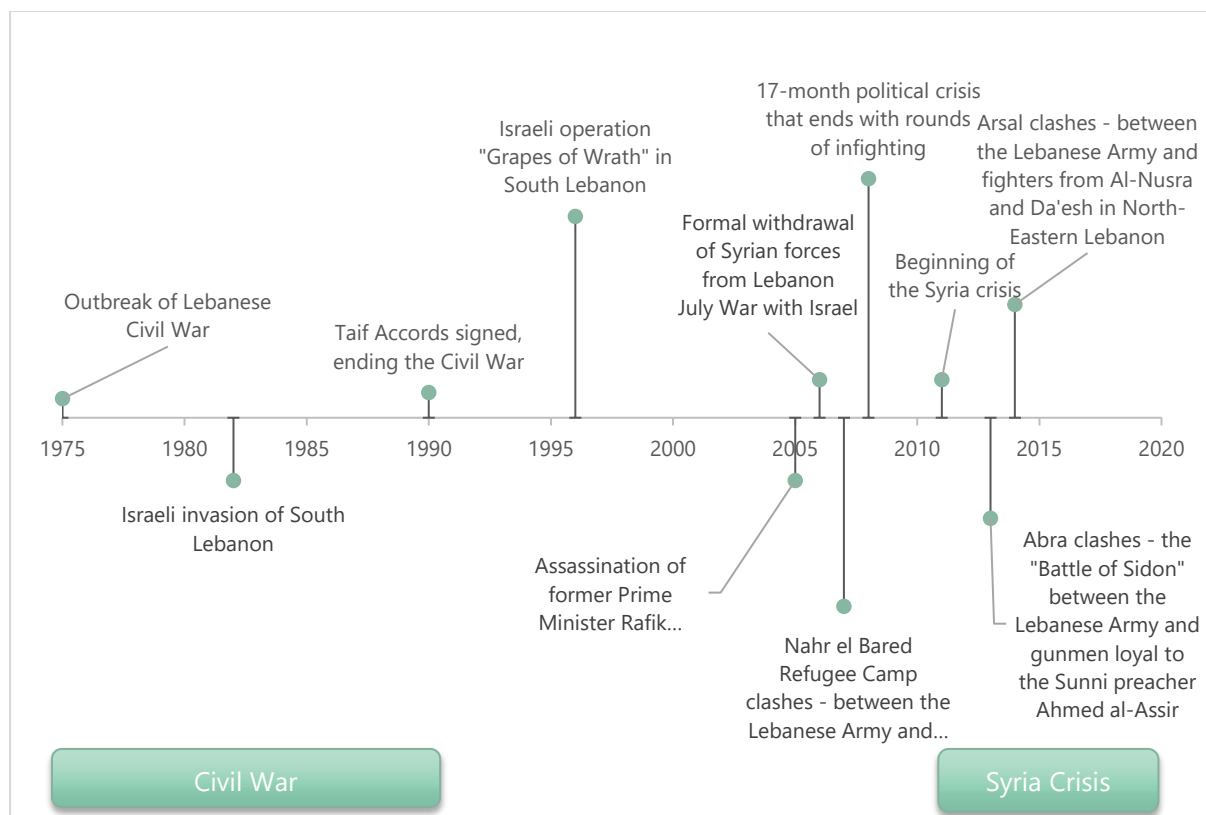 17-month political crisis
that ends with rounds
of infighting
Israeli operation
"Grapes of Wrath" in
South Lebanon
Arsal clashes - between
the Lebanese Army and
fighters from Al-Nusra
and Da'esh in North-
Eastern Lebanon
Formal withdrawal
of Syrian forces
from Lebanon
July War with Israel
Beginning of
the Syria crisis
Outbreak of Lebanese
Civil War
Taif Accords signed,
ending the Civil War
1975 1980 1985 1990 1995 2000 2005 2010 2015 2020
Israeli invasion of South
Lebanon
Assassination of
former Prime
Minister Rafik...
Nahr el Bared
Refugee Camp
clashes - between the
Lebanese Army and...
Abra clashes - the
"Battle of Sidon"
between the
Lebanese Army and
gunmen loyal to
the Sunni preacher
Ahmed al-Assir
Civil War
Syria Crisis